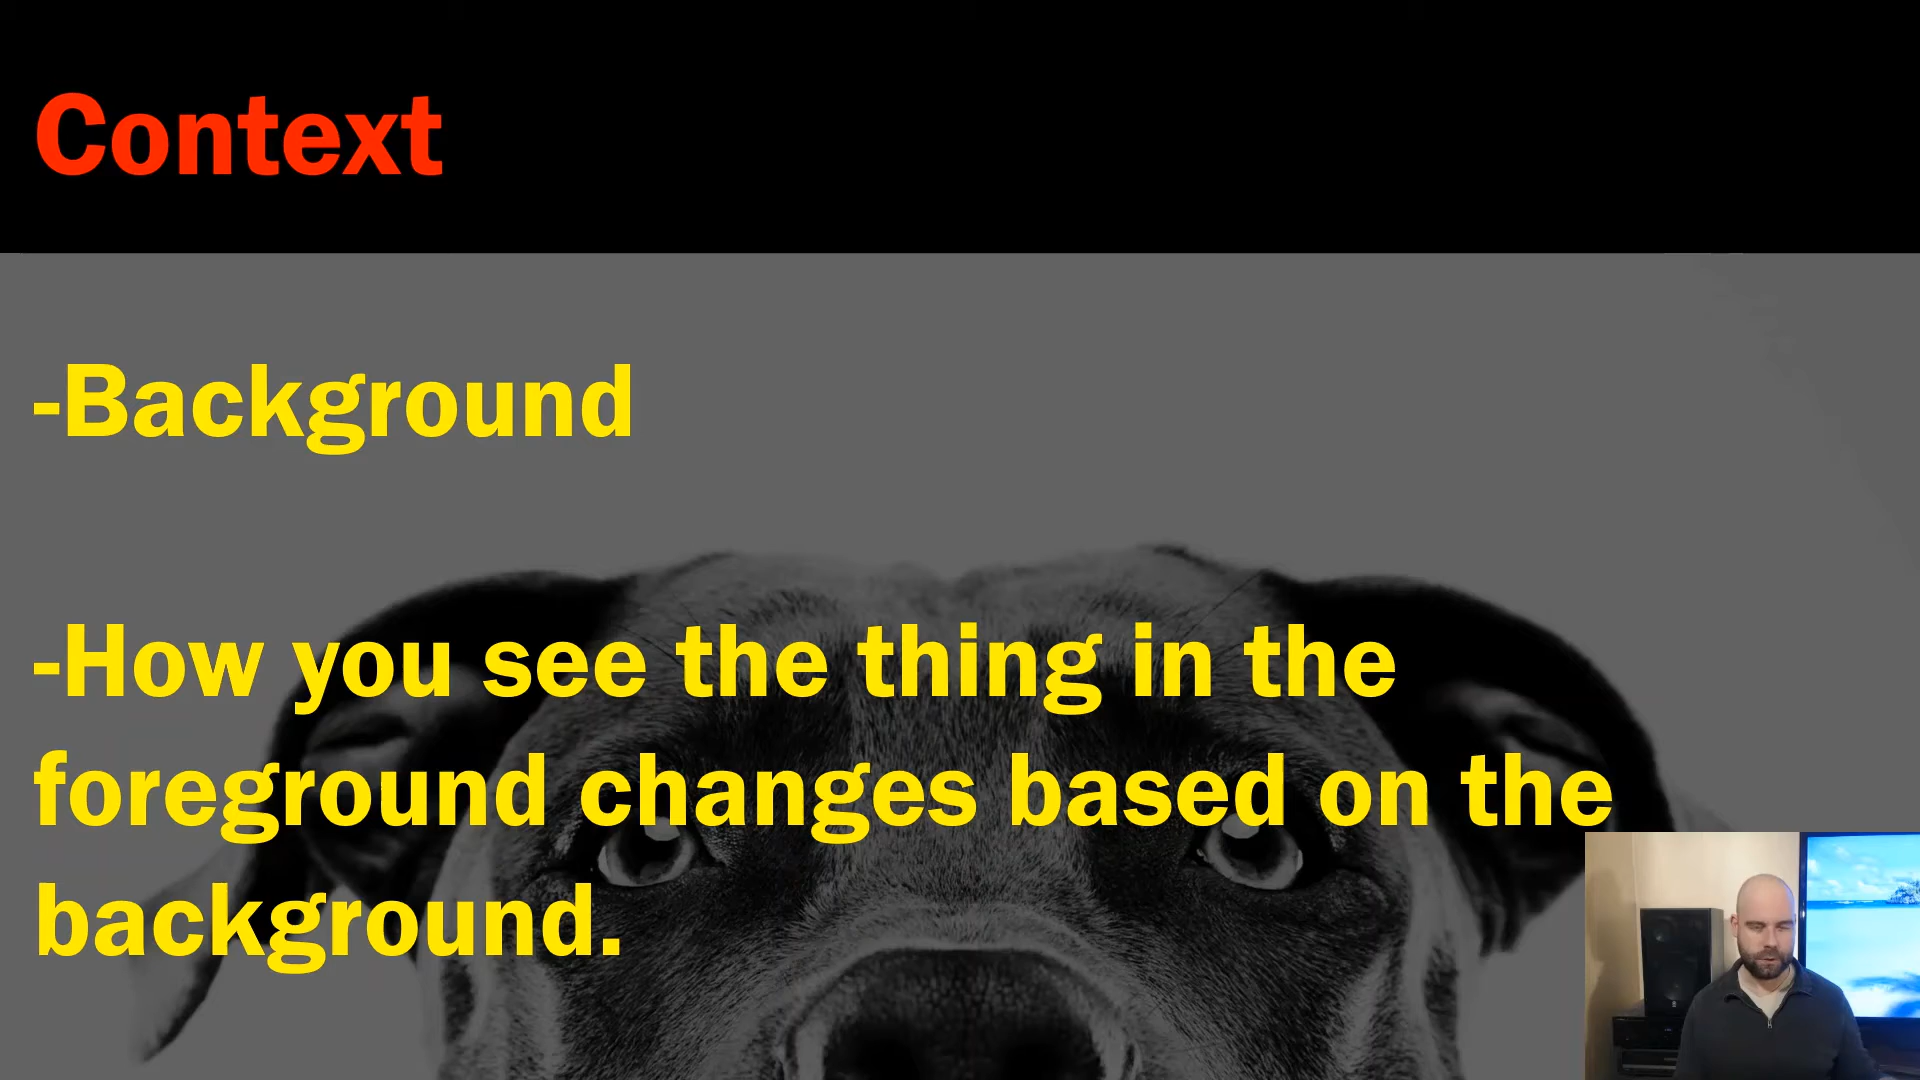 Context
-Background
-How you see the thing in the
foreground changes based on the
background.